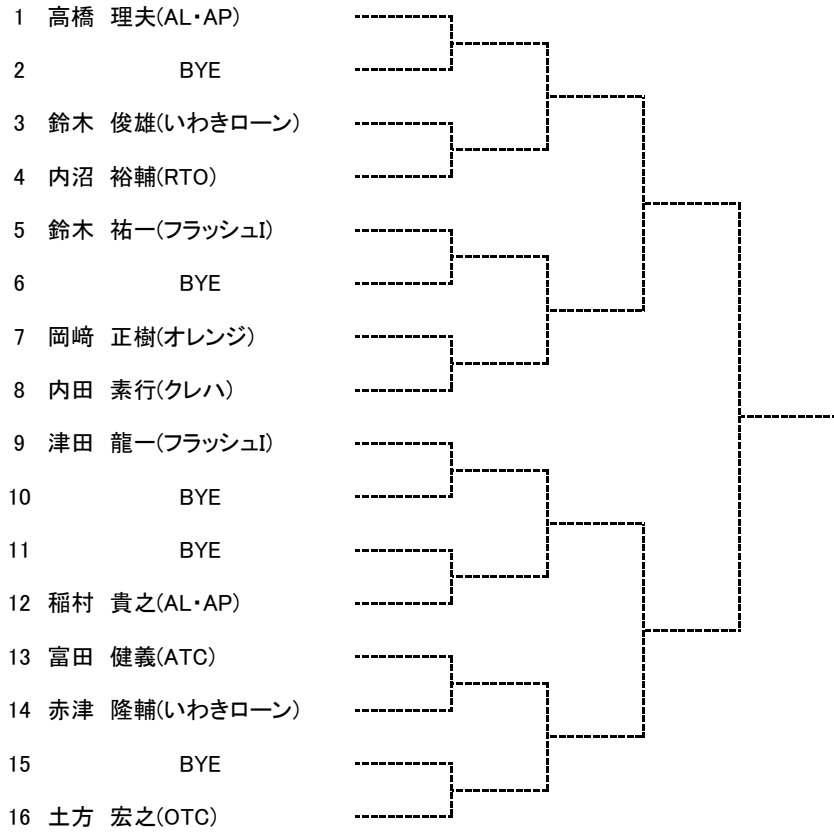 1 高橋 理夫(AL・AP)
2 BYE
3 鈴木 俊雄(いわきローン)
4 内沼 裕輔(RTO)
5 鈴木 祐一(フラッシュI)
6 BYE
7 岡﨑 正樹(オレンジ)
8 内田 素行(クレハ)
9 津田 龍一(フラッシュI)
10 BYE
11 BYE
12 稲村 貴之(AL・AP)
13 富田 健義(ATC)
14 赤津 隆輔(いわきローン)
15 BYE
16 土方 宏之(OTC)